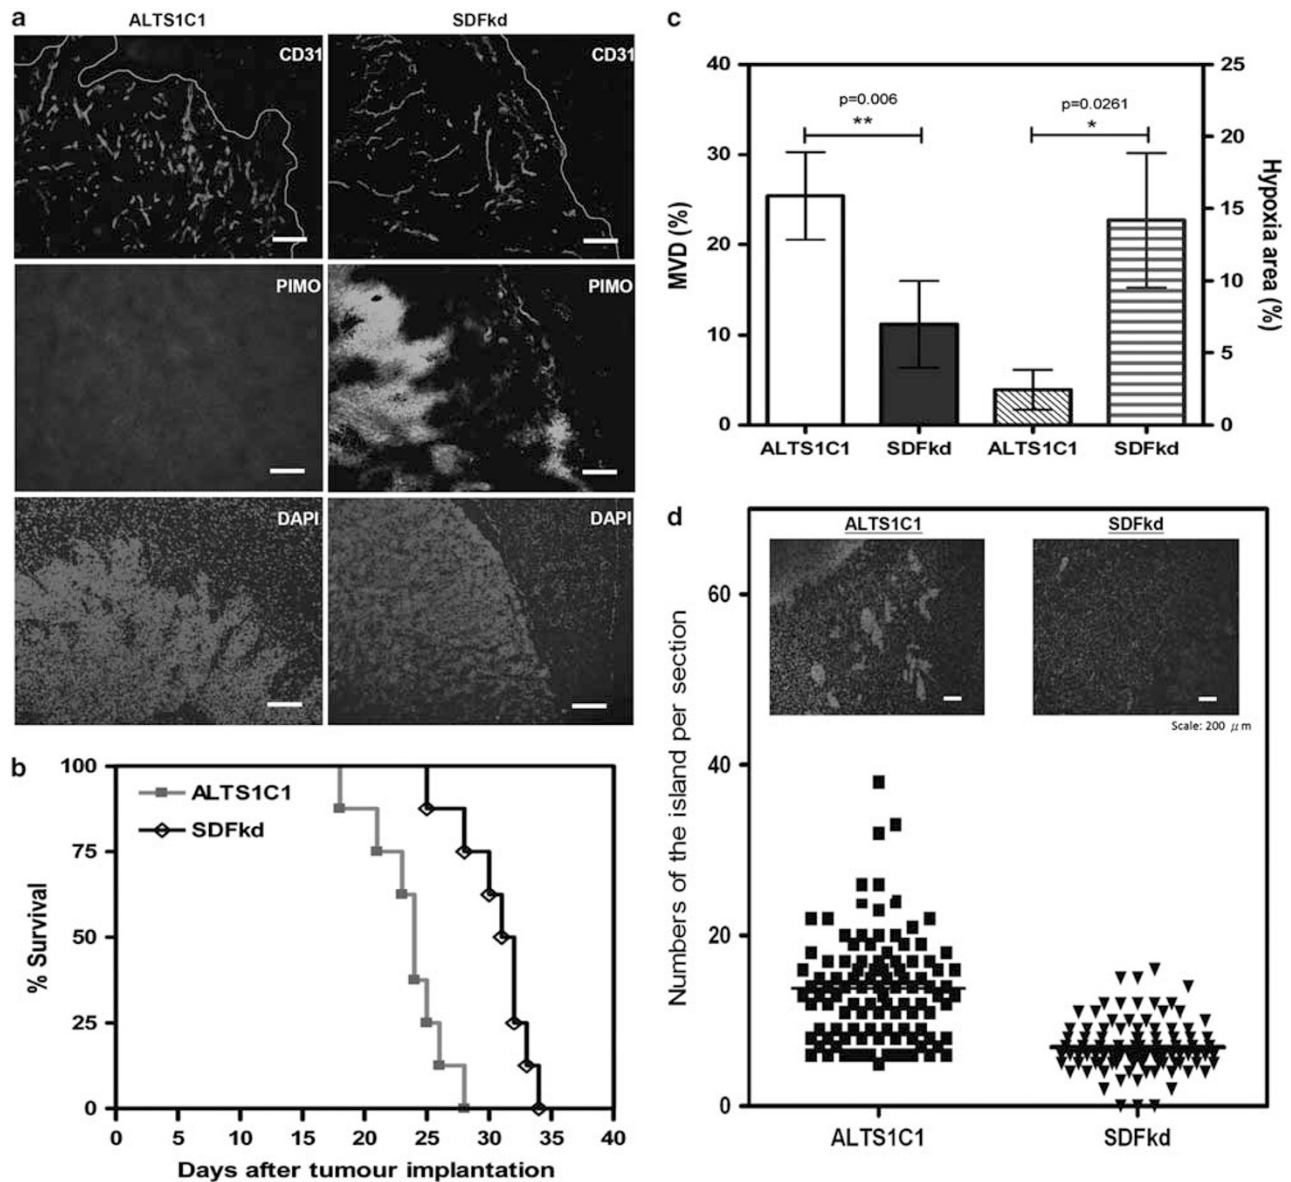 a
ALTS1C1 SDFkd
CD31 CD31
PIMO PIMO
DAPI DAPI
b
100
75
50
25
0
% Survival
ALTS1C1
SDFkd
0 5 10 15 20 25 30 35 40
Days after tumour implantation
c
40
30
20
10
0
MVD (%)
p=0.006
**
p=0.0261
*
25
20
15
10
5
0
Hypoxia area (%)
ALTS1C1 SDFkd ALTS1C1 SDFkd
d
ALTS1C1 SDFkd
Scale: 200 μm
60
40
20
0
Numbers of the island per section
ALTS1C1 SDFkd